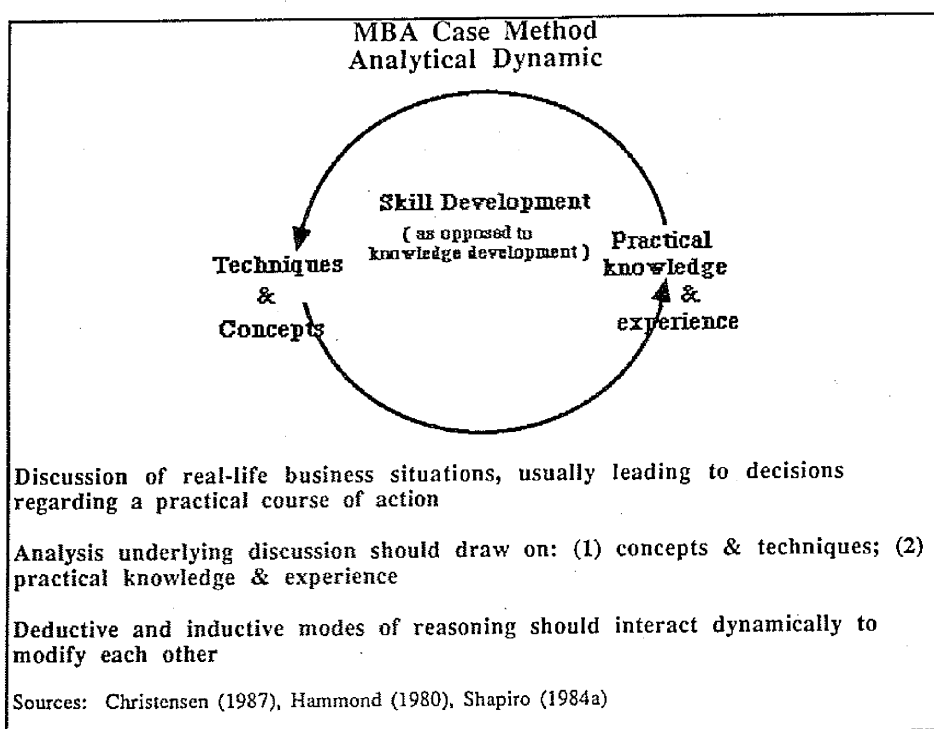 MBA Case Method
Analytical Dynamic
Skill Development
( as opposed to
knowledge development )
Techniques
&
Concepts
Practical
knowledge
&
experience
Discussion of real-life business situations, usually leading to decisions
regarding a practical course of action
Analysis underlying discussion should draw on: (1) concepts & techniques; (2)
practical knowledge & experience
Deductive and inductive modes of reasoning should interact dynamically to
modify each other
Sources: Christensen (1987), Hammond (1980), Shapiro (1984a)